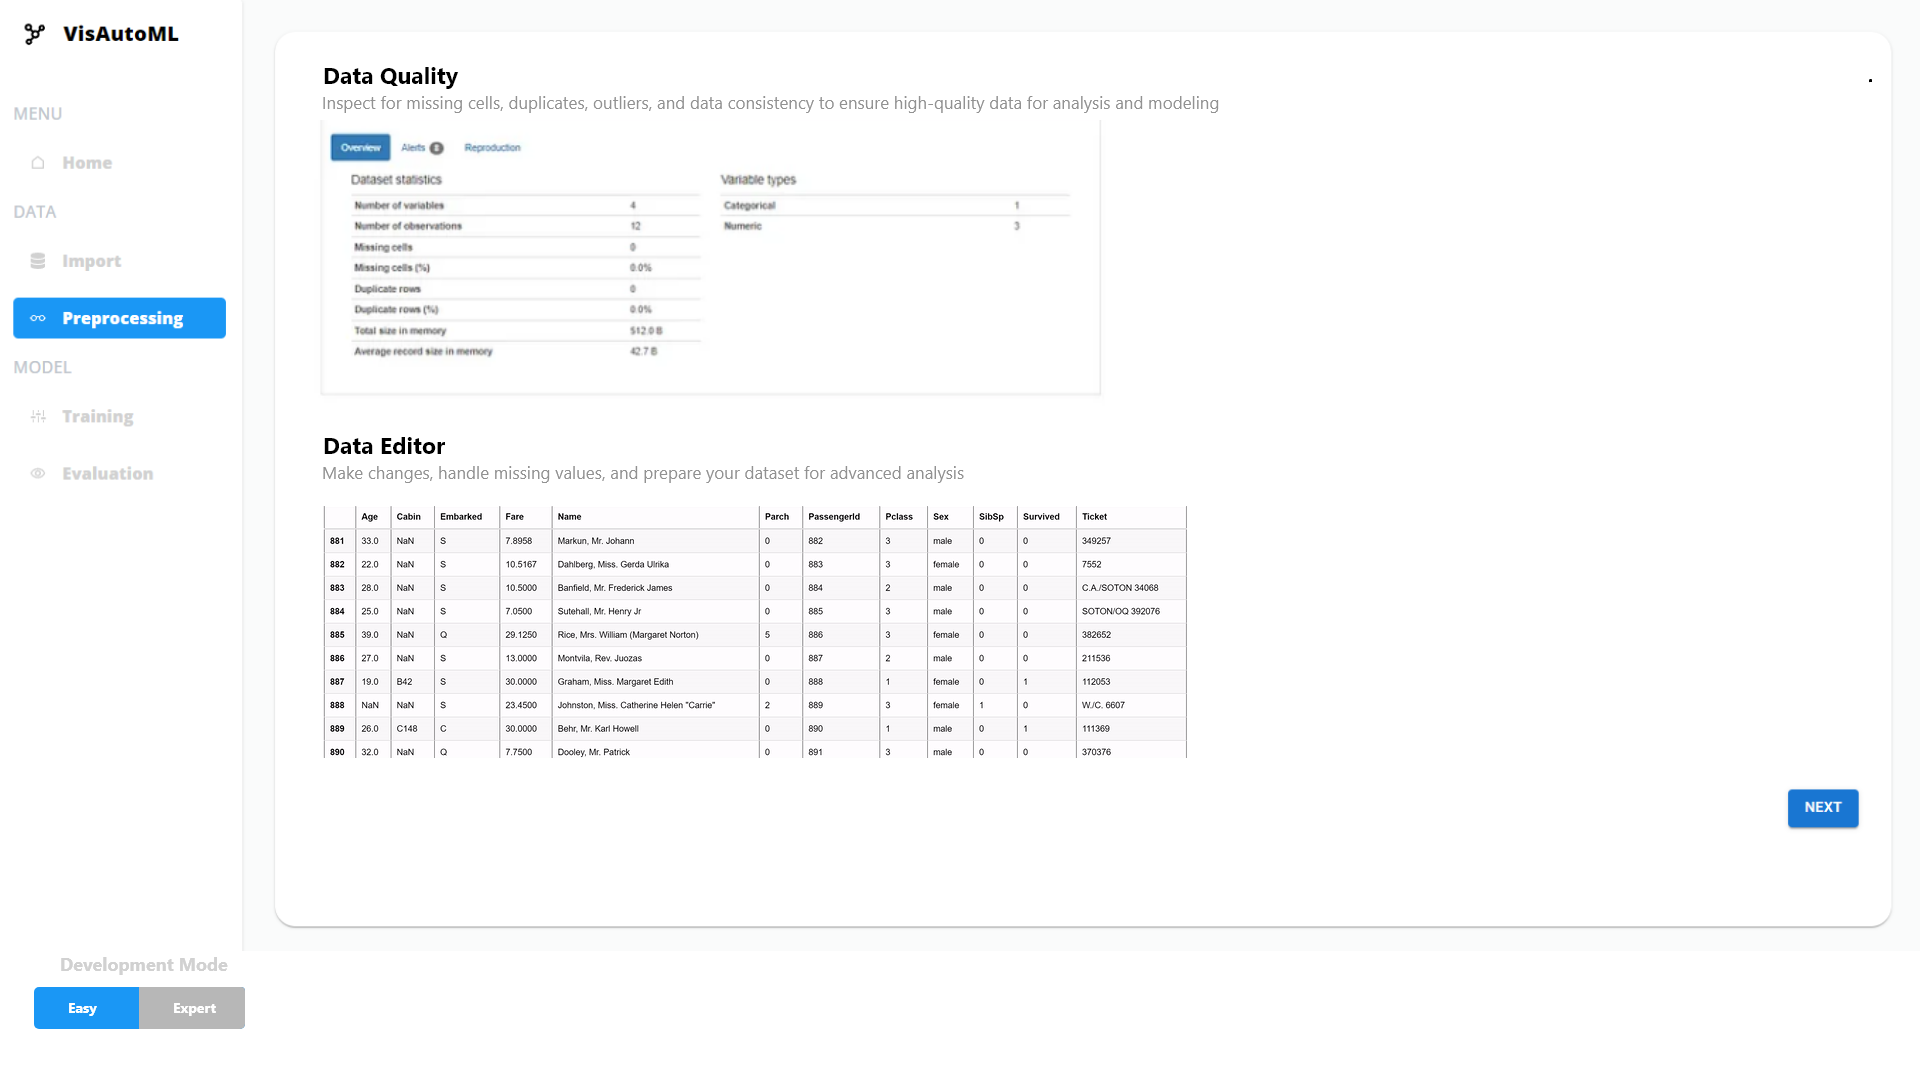 VisAutoML
MENU
Home
DATA
Import
Preprocessing
MODEL
Training
Evaluation
Development Mode
Easy Expert
Data Quality
Inspect for missing cells, duplicates, outliers, and data consistency to ensure high-quality data for analysis and modeling
Overview Alerts Reproduction
Dataset statistics
Number of variables 4
Number of observations 12
Missing cells 0
Missing cells (%) 0.0%
Duplicate rows 0
Duplicate rows (%) 0.0%
Total size in memory 512.0 B
Average record size in memory 42.7 B
Variable types
Categorical 1
Numeric 3
Data Editor
Make changes, handle missing values, and prepare your dataset for advanced analysis
Age Cabin Embarked Fare Name Parch PassengerId Pclass Sex SibSp Survived Ticket
881 33.0 NaN S 7.8958 Markun, Mr. Johann 0 882 3 male 0 0 349257
882 22.0 NaN S 10.5167 Dahlberg, Miss. Gerda Ulrika 0 883 3 female 0 0 7552
883 28.0 NaN S 10.5000 Banfield, Mr. Frederick James 0 884 2 male 0 0 C.A./SOTON 34068
884 25.0 NaN S 7.0500 Sutehall, Mr. Henry Jr 0 885 3 male 0 0 SOTON/OQ 392076
885 39.0 NaN Q 29.1250 Rice, Mrs. William (Margaret Norton) 5 886 3 female 0 0 382652
886 27.0 NaN S 13.0000 Montvila, Rev. Juozas 0 887 2 male 0 0 211536
887 19.0 B42 S 30.0000 Graham, Miss. Margaret Edith 0 888 1 female 0 1 112053
888 NaN NaN S 23.4500 Johnston, Miss. Catherine Helen "Carrie" 2 889 3 female 1 0 W./C. 6607
889 26.0 C148 C 30.0000 Behr, Mr. Karl Howell 0 890 1 male 0 1 111369
890 32.0 NaN Q 7.7500 Dooley, Mr. Patrick 0 891 3 male 0 0 370376
NEXT